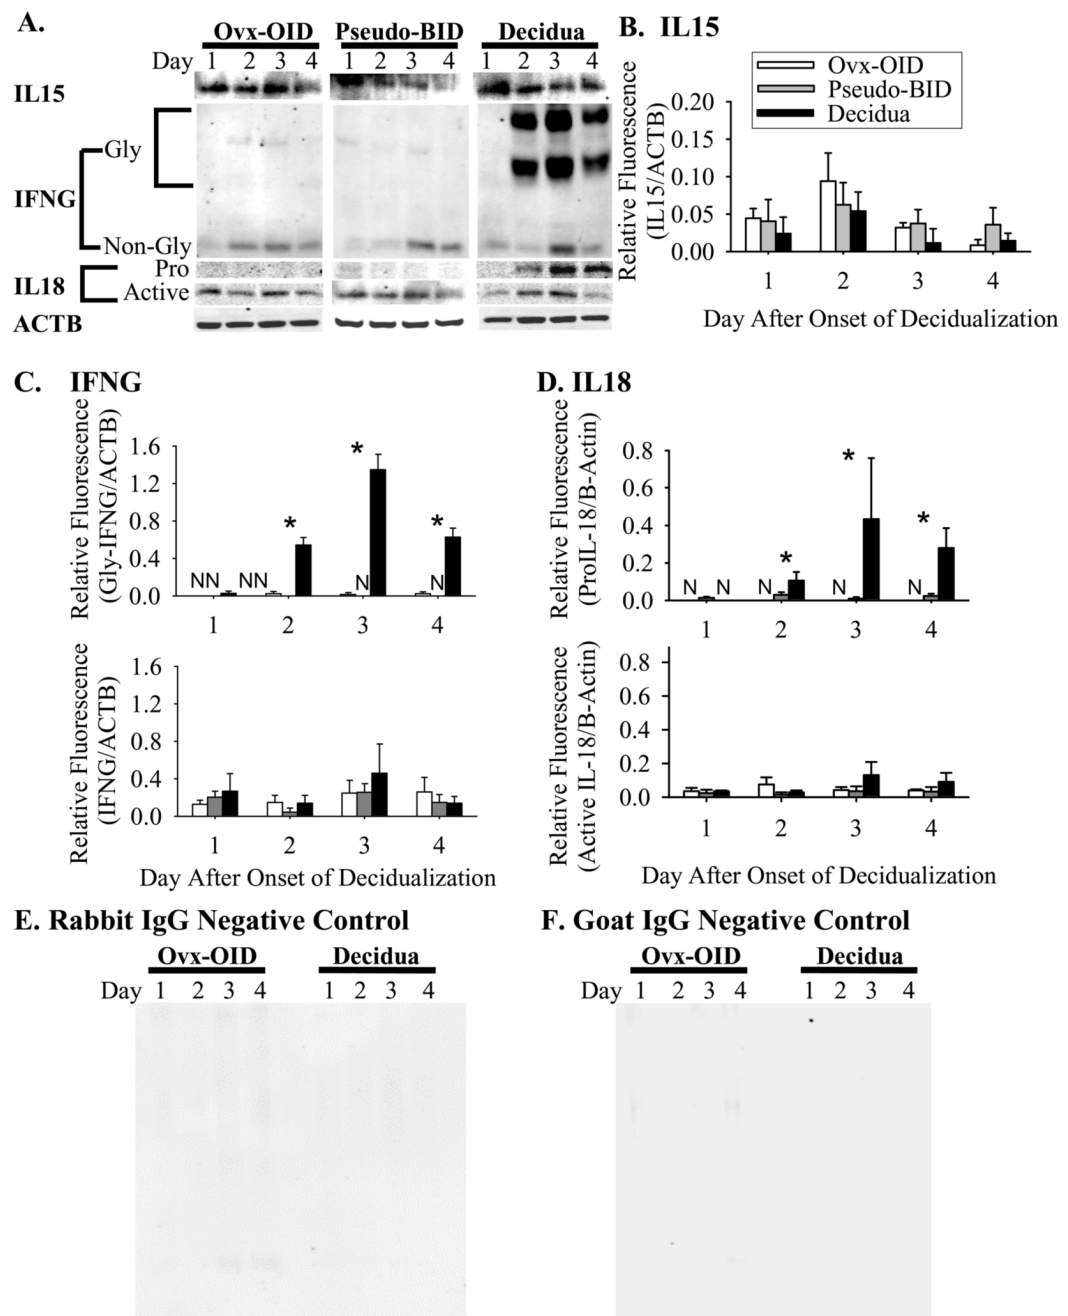 A.
Ovx-OID Pseudo-BID Decidua
Day 1 2 3 4 1 2 3 4 1 2 3 4
IL15
Gly
IFNG
Non-Gly
Pro
IL18
Active
ACTB
B. IL15
Ovx-OID
Pseudo-BID
Decidua
Relative Fluorescence
(IL15/ACTB)
0.20
0.15
0.10
0.05
0.00
1 2 3 4
Day After Onset of Decidualization
C. IFNG
Relative Fluorescence
(Gly-IFNG/ACTB)
1.6
1.2
0.8
0.4
0.0
* * *
NN NN N N
1 2 3 4
Relative Fluorescence
(IFNG/ACTB)
1.6
1.2
0.8
0.4
0.0
1 2 3 4
Day After Onset of Decidualization
D. IL18
Relative Fluorescence
(ProIL-18/B-Actin)
0.8
0.6
0.4
0.2
0.0
* * *
N N N N N
1 2 3 4
Relative Fluorescence
(Active IL-18/B-Actin)
0.8
0.6
0.4
0.2
0.0
1 2 3 4
Day After Onset of Decidualization
E. Rabbit IgG Negative Control
Ovx-OID Decidua
Day 1 2 3 4 1 2 3 4
F. Goat IgG Negative Control
Ovx-OID Decidua
Day 1 2 3 4 1 2 3 4